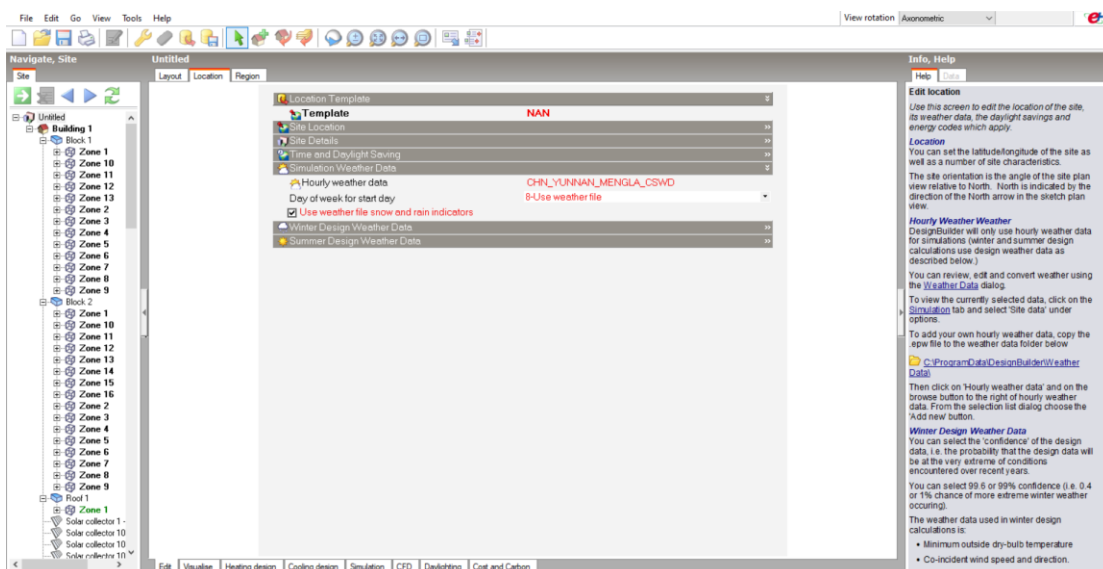 File Edit Go View Tools Help
View rotation Axonometric
Navigate, Site
Site
Untitled
Building 1
Block 1
Zone 1
Zone 10
Zone 11
Zone 12
Zone 13
Zone 2
Zone 3
Zone 4
Zone 5
Zone 6
Zone 7
Zone 8
Zone 9
Block 2
Zone 1
Zone 10
Zone 11
Zone 12
Zone 13
Zone 14
Zone 15
Zone 16
Zone 2
Zone 3
Zone 4
Zone 5
Zone 6
Zone 7
Zone 8
Zone 9
Roof 1
Zone 1
Solar collector 1 -
Solar collector 10
Solar collector 10
Solar collector 10
Untitled
Layout Location Region
Location Template
Template NAN
Site Location
Site Details
Time and Daylight Saving
Simulation Weather Data
Hourly weather data CHN_YUNNAN_MENGLA_CSWD
Day of week for start day 8-Use weather file
Use weather file snow and rain indicators
Winter Design Weather Data
Summer Design Weather Data
Edit Visualise Heating design Cooling design Simulation CFD Daylighting Cost and Carbon
Info, Help
Help Data
Edit location
Use this screen to edit the location of the site,
its weather data, the daylight savings and
energy codes which apply.
Location
You can set the latitude/longitude of the site as
well as a number of site characteristics.
The site orientation is the angle of the site plan
view relative to North. North is indicated by the
direction of the North arrow in the sketch plan
view.
Hourly Weather Weather
DesignBuilder will only use hourly weather data
for simulations (winter and summer design
calculations use design weather data as
described below.)
You can review, edit and convert weather using
the Weather Data dialog.
To view the currently selected data, click on the
Simulation tab and select 'Site data' under
options.
To add your own hourly weather data, copy the
.epw file to the weather data folder below
C:\ProgramData\DesignBuilder\Weather
Data\
Then click on 'Hourly weather data' and on the
browse button to the right of hourly weather
data. From the selection list dialog choose the
'Add new' button.
Winter Design Weather Data
You can select the 'confidence' of the design
data, i.e. the probability that the design data will
be at the very extreme of conditions
encountered over recent years.
You can select 99.6 or 99% confidence (i.e. 0.4
or 1% chance of more extreme winter weather
occuring).
The weather data used in winter design
calculations is:
• Minimum outside dry-bulb temperature
• Co-incident wind speed and direction.